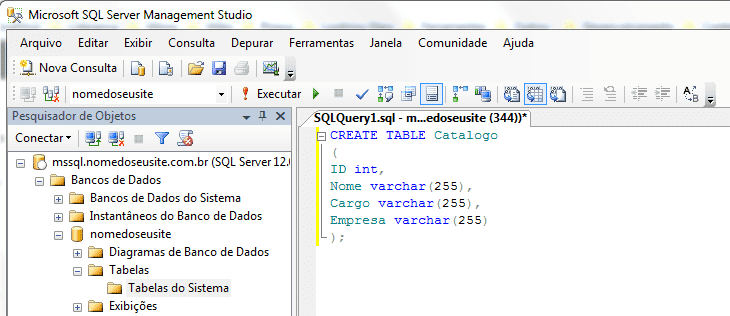 Microsoft SQL Server Management Studio
Arquivo Editar Exibir Consulta Depurar Ferramentas Janela Comunidade Ajuda
Nova Consulta
nomedoseusite Executar
Pesquisador de Objetos
Conectar
mssql.nomedoseusite.com.br (SQL Server 12.0
Bancos de Dados
Bancos de Dados do Sistema
Instantâneos do Banco de Dados
nomedoseusite
Diagramas de Banco de Dados
Tabelas
Tabelas do Sistema
Exibições
SQLQuery1.sql - m...edoseusite (344))*
CREATE TABLE Catalogo
(
ID int,
Nome varchar(255),
Cargo varchar(255),
Empresa varchar(255)
);